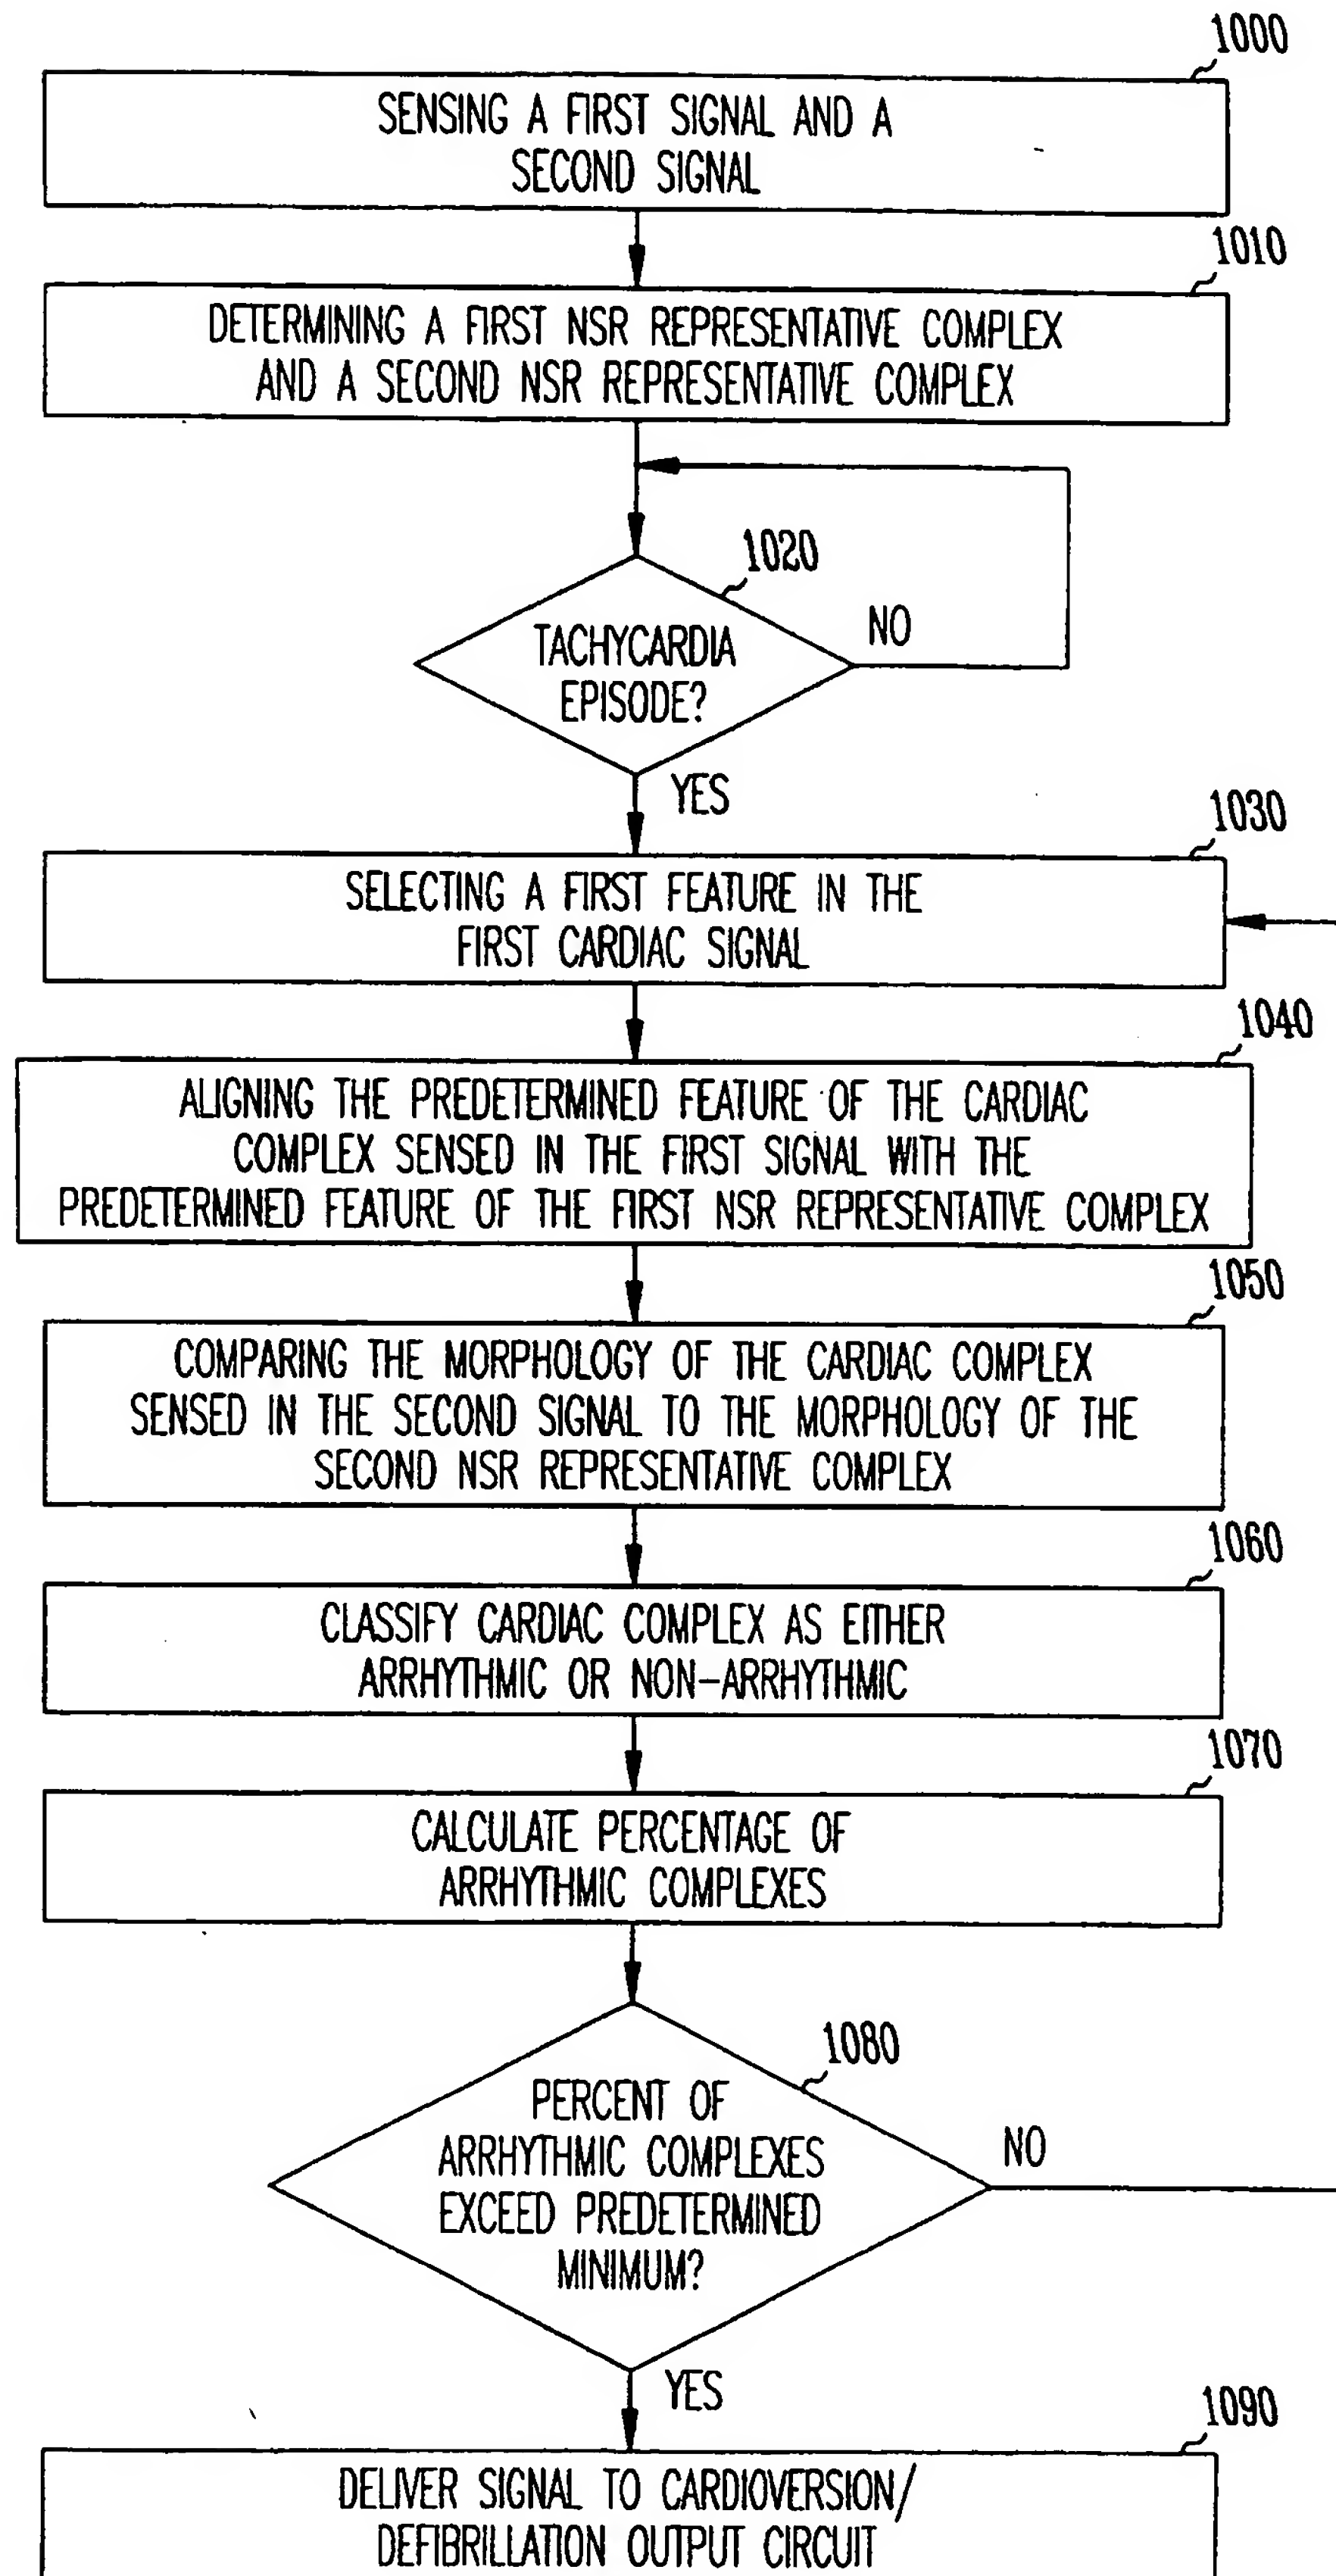 1000
SENSING A FIRST SIGNAL AND A
SECOND SIGNAL
1010
DETERMINING A FIRST NSR REPRESENTATIVE COMPLEX
AND A SECOND NSR REPRESENTATIVE COMPLEX
1020
TACHYCARDIA
EPISODE?
NO
YES
1030
SELECTING A FIRST FEATURE IN THE
FIRST CARDIAC SIGNAL
1040
ALIGNING THE PREDETERMINED FEATURE OF THE CARDIAC
COMPLEX SENSED IN THE FIRST SIGNAL WITH THE
PREDETERMINED FEATURE OF THE FIRST NSR REPRESENTATIVE COMPLEX
1050
COMPARING THE MORPHOLOGY OF THE CARDIAC COMPLEX
SENSED IN THE SECOND SIGNAL TO THE MORPHOLOGY OF THE
SECOND NSR REPRESENTATIVE COMPLEX
1060
CLASSIFY CARDIAC COMPLEX AS EITHER
ARRHYTHMIC OR NON-ARRHYTHMIC
1070
CALCULATE PERCENTAGE OF
ARRHYTHMIC COMPLEXES
1080
PERCENT OF
ARRHYTHMIC COMPLEXES
EXCEED PREDETERMINED
MINIMUM?
NO
YES
1090
DELIVER SIGNAL TO CARDIOVERSION/
DEFIBRILLATION OUTPUT CIRCUIT